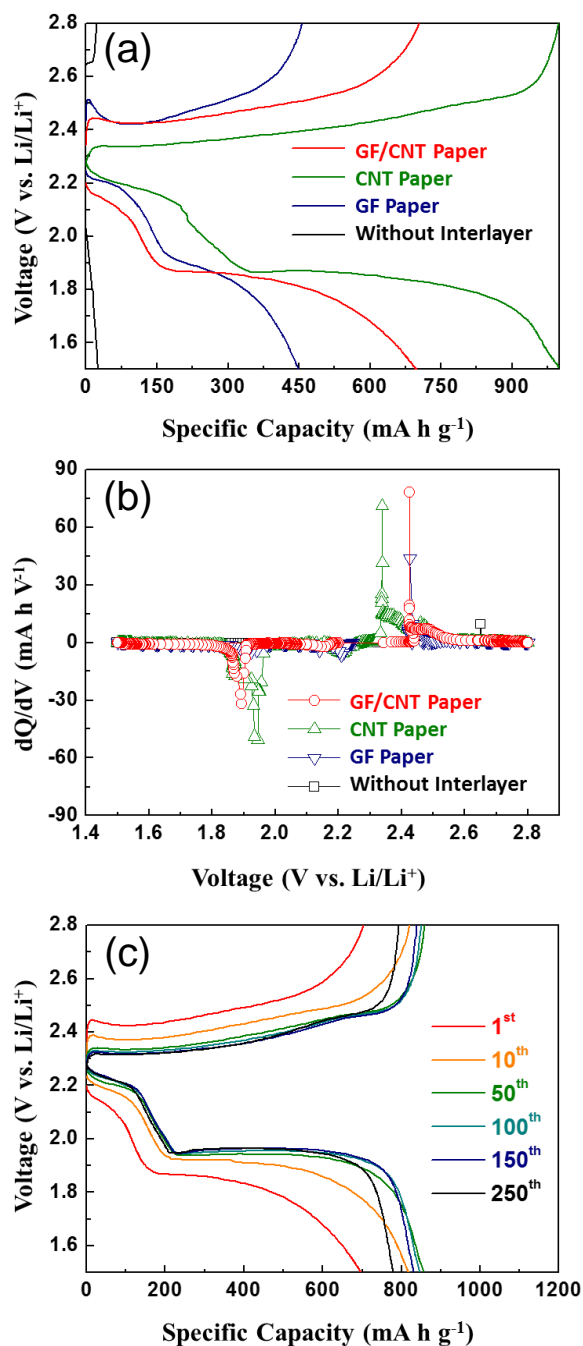 (a)
2.8
2.6
2.4
2.2
2.0
1.8
1.6
Voltage (V vs. Li/Li⁺)
GF/CNT Paper
CNT Paper
GF Paper
Without Interlayer
0 150 300 450 600 750 900
Specific Capacity (mA h g⁻¹)
(b)
90
60
30
0
-30
-60
-90
dQ/dV (mA h V⁻¹)
GF/CNT Paper
CNT Paper
GF Paper
Without Interlayer
1.4 1.6 1.8 2.0 2.2 2.4 2.6 2.8
Voltage (V vs. Li/Li⁺)
(c)
2.8
2.6
2.4
2.2
2.0
1.8
1.6
Voltage (V vs. Li/Li⁺)
1ˢᵗ
10ᵗʰ
50ᵗʰ
100ᵗʰ
150ᵗʰ
250ᵗʰ
0 200 400 600 800 1000 1200
Specific Capacity (mA h g⁻¹)